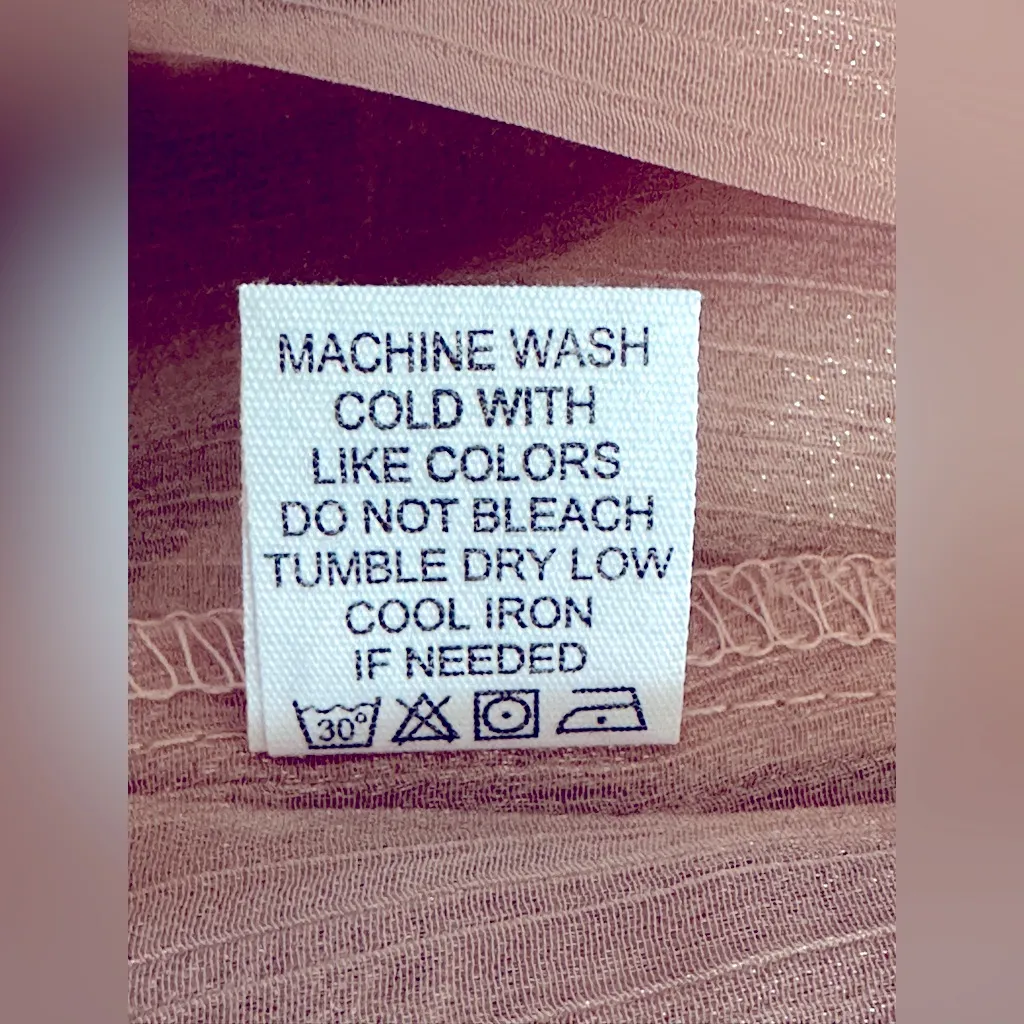 MACHINE WASH
COLD WITH
LIKE COLORS
DO NOT BLEACH
TUMBLE DRY LOW
COOL IRON
IF NEEDED
30°